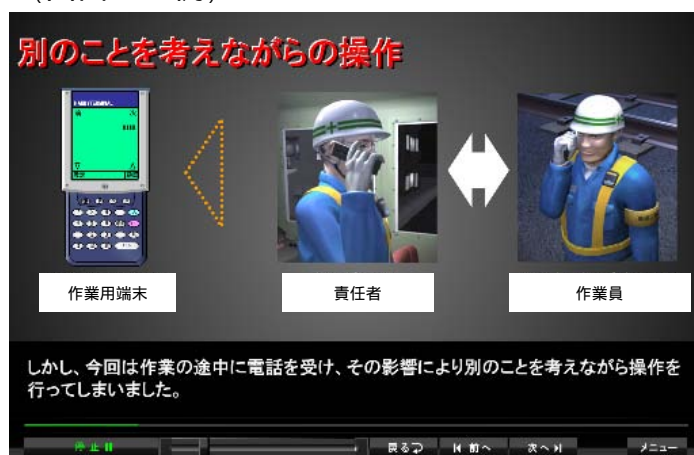 別のことを考えながらの操作
作業用端末
責任者
作業員
しかし、今回は作業の途中に電話を受け、その影響により別のことを考えながら操作を
行ってしまいました。
停止
戻る
前へ
次へ
メニュー